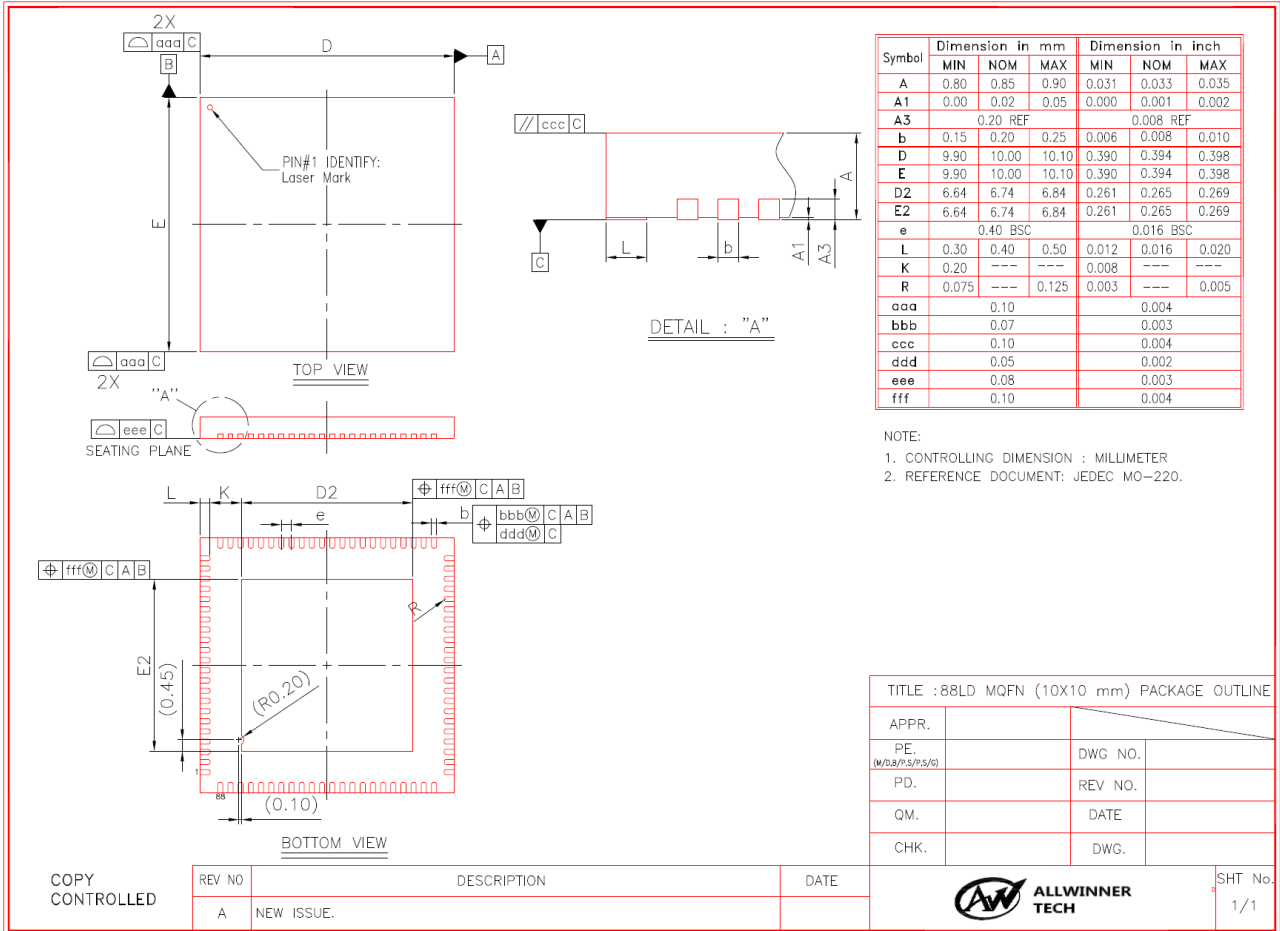 2X
aaa C
B
D
A
PIN#1 IDENTIFY:
Laser Mark
E
aaa C
2X
TOP VIEW
"A"
eee C
SEATING PLANE
// ccc C
A
C
L
b
A1
A3
DETAIL : "A"
Symbol Dimension in mm Dimension in inch
MIN NOM MAX MIN NOM MAX
A 0.80 0.85 0.90 0.031 0.033 0.035
A1 0.00 0.02 0.05 0.000 0.001 0.002
A3 0.20 REF 0.008 REF
b 0.15 0.20 0.25 0.006 0.008 0.010
D 9.90 10.00 10.10 0.390 0.394 0.398
E 9.90 10.00 10.10 0.390 0.394 0.398
D2 6.64 6.74 6.84 0.261 0.265 0.269
E2 6.64 6.74 6.84 0.261 0.265 0.269
e 0.40 BSC 0.016 BSC
L 0.30 0.40 0.50 0.012 0.016 0.020
K 0.20 --- --- 0.008 --- ---
R 0.075 --- 0.125 0.003 --- 0.005
aaa 0.10 0.004
bbb 0.07 0.003
ccc 0.10 0.004
ddd 0.05 0.002
eee 0.08 0.003
fff 0.10 0.004
NOTE:
1. CONTROLLING DIMENSION : MILLIMETER
2. REFERENCE DOCUMENT: JEDEC MO-220.
L K D2
⌖ fffⓂ C A B
e
b
⌖ bbbⓂ C A B
dddⓂ C
⌖ fffⓂ C A B
R
E2
(0.45)
(R0.20)
1
88
(0.10)
BOTTOM VIEW
TITLE :88LD MQFN (10X10 mm) PACKAGE OUTLINE
APPR.
PE.
(M/D,B/P,S/P,S/G)
DWG NO.
PD.
REV NO.
QM.
DATE
CHK.
DWG.
COPY
CONTROLLED
REV NO DESCRIPTION DATE
A NEW ISSUE.
AW
ALLWINNER
TECH
SHT No.
1/1